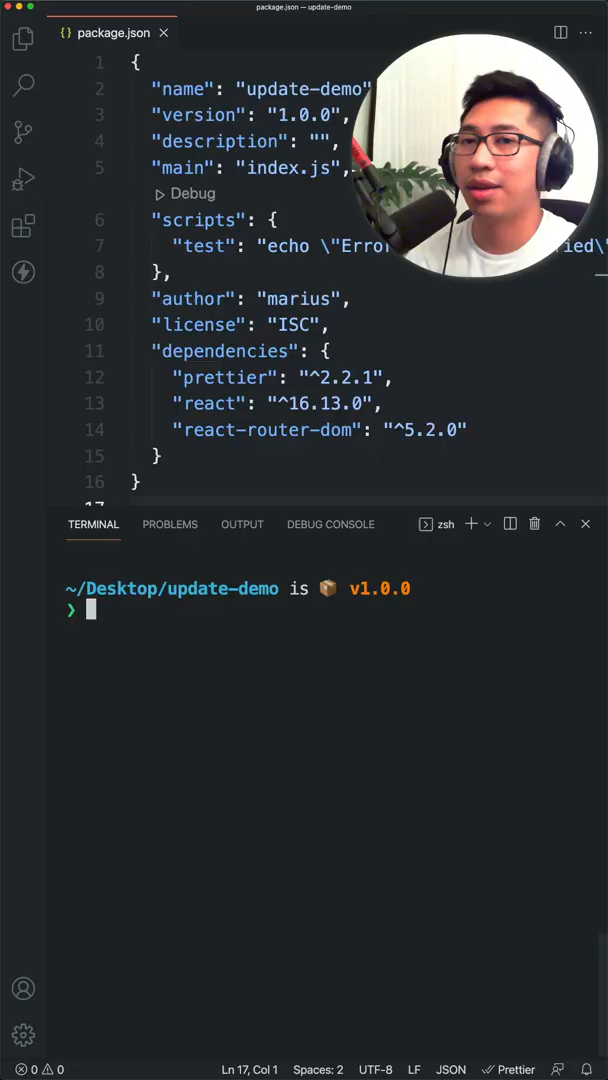 package.json — update-demo
{} package.json
1 {
2 "name": "update-demo"
3 "version": "1.0.0",
4 "description": "",
5 "main": "index.js",
Debug
6 "scripts": {
7 "test": "echo \"Erro ied\"
8 },
9 "author": "marius",
10 "license": "ISC",
11 "dependencies": {
12 "prettier": "^2.2.1",
13 "react": "^16.13.0",
14 "react-router-dom": "^5.2.0"
15 }
16 }
17
TERMINAL PROBLEMS OUTPUT DEBUG CONSOLE zsh
~/Desktop/update-demo is 📦 v1.0.0
❯
0 0 Ln 17, Col 1 Spaces: 2 UTF-8 LF JSON Prettier